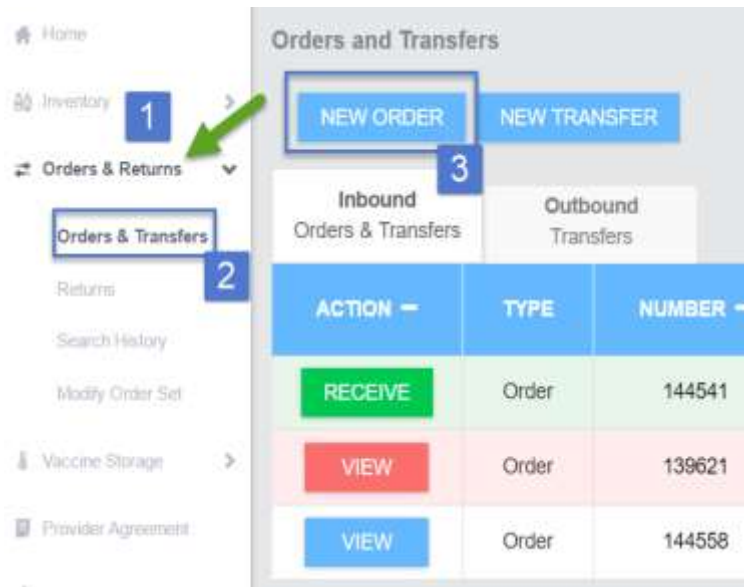 Home
Inventory
1
Orders & Returns
Orders & Transfers
2
Returns
Search History
Modify Order Set
Vaccine Storage
Provider Agreement
Orders and Transfers
NEW ORDER NEW TRANSFER
3
Inbound
Orders & Transfers
Outbound
Transfers
ACTION TYPE NUMBER
RECEIVE Order 144541
VIEW Order 139621
VIEW Order 144558